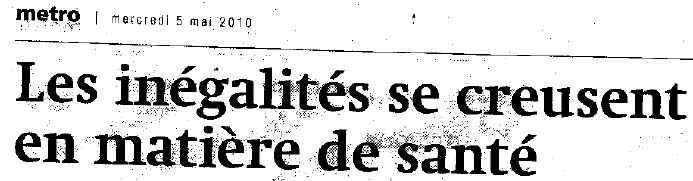 metro | mercredi 5 mai 2010
Les inégalités se creusent
en matière de santé